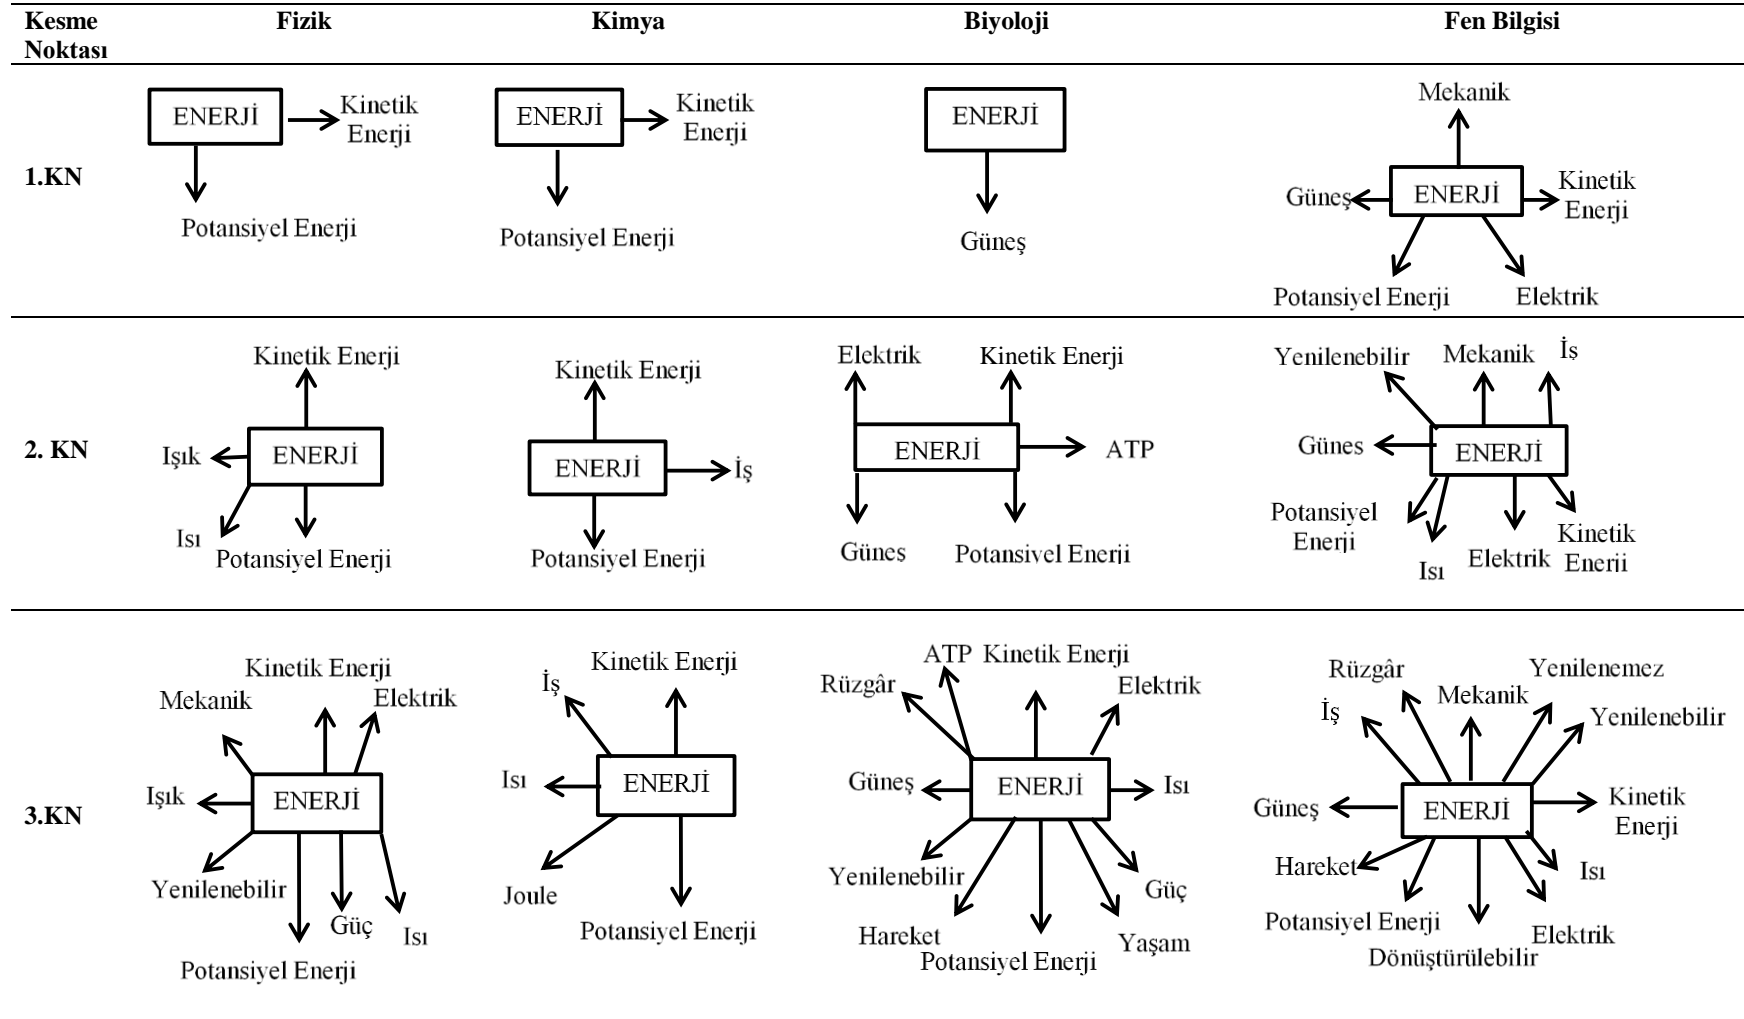 Kesme Noktası
Fizik
Kimya
Biyoloji
Fen Bilgisi
1.KN
ENERJİ
Kinetik
Enerji
Potansiyel Enerji
ENERJİ
Kinetik
Enerji
Potansiyel Enerji
ENERJİ
Güneş
Mekanik
Güneş
ENERJİ
Kinetik
Enerji
Potansiyel Enerji
Elektrik
2. KN
Kinetik Enerji
Işık
ENERJİ
Isı
Potansiyel Enerji
Kinetik Enerji
ENERJİ
İş
Potansiyel Enerji
Elektrik
Kinetik Enerji
ENERJİ
ATP
Güneş
Potansiyel Enerji
Yenilenebilir
Mekanik
İş
Güneş
ENERJİ
Potansiyel
Enerji
Isı
Elektrik
Kinetik
Enerji
3.KN
Kinetik Enerji
Mekanik
Elektrik
Işık
ENERJİ
Yenilenebilir
Güç
Isı
Potansiyel Enerji
Kinetik Enerji
İş
Isı
ENERJİ
Joule
Potansiyel Enerji
ATP
Kinetik Enerji
Rüzgâr
Elektrik
Güneş
ENERJİ
Isı
Yenilenebilir
Güç
Hareket
Yaşam
Potansiyel Enerji
Rüzgâr
Yenilenemez
İş
Mekanik
Yenilenebilir
Güneş
ENERJİ
Kinetik
Enerji
Hareket
Isı
Potansiyel Enerji
Elektrik
Dönüştürülebilir